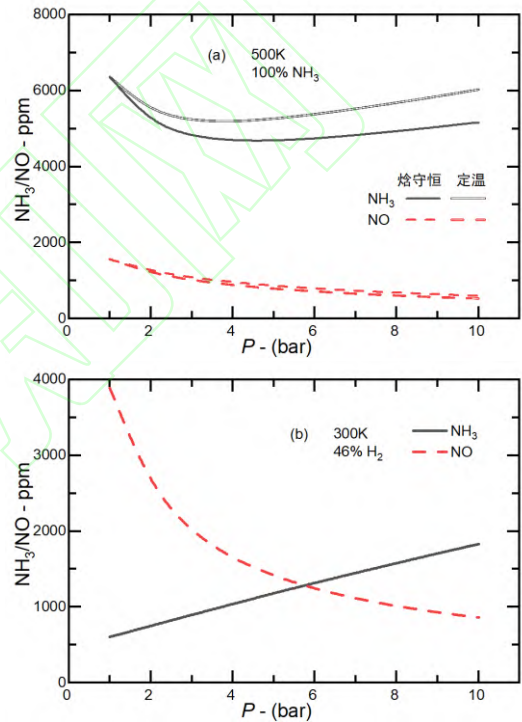 8000
(a) 500K
100% NH₃
6000
NH₃/NO - ppm
4000
焓守恒 定温
NH₃
NO
2000
0
0 2 4 6 8 10
P - (bar)
4000
(b) 300K NH₃
46% H₂ NO
3000
NH₃/NO - ppm
2000
1000
0
0 2 4 6 8 10
P - (bar)